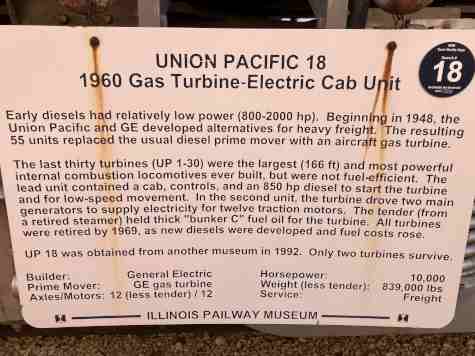 UNION PACIFIC 18
1960 Gas Turbine-Electric Cab Unit
18
Early diesels had relatively low power (800-2000 hp). Beginning in 1948, the
Union Pacific and GE developed alternatives for heavy freight. The resulting
55 units replaced the usual diesel prime mover with an aircraft gas turbine.
The last thirty turbines (UP 1-30) were the largest (166 ft) and most powerful
internal combustion locomotives ever built, but were not fuel-efficient. The
lead unit contained a cab, controls, and an 850 hp diesel to start the turbine
and for low-speed movement. In the second unit, the turbine drove two main
generators to supply electricity for twelve traction motors. The tender (from
a retired steamer) held thick "bunker C" fuel oil for the turbine. All turbines
were retired by 1969, as new diesels were developed and fuel costs rose.
UP 18 was obtained from another museum in 1992. Only two turbines survive.
Builder: General Electric Horsepower: 10,000
Prime Mover: GE gas turbine Weight (less tender): 839,000 lbs
Axles/Motors: 12 (less tender) / 12 Service: Freight
ILLINOIS RAILWAY MUSEUM